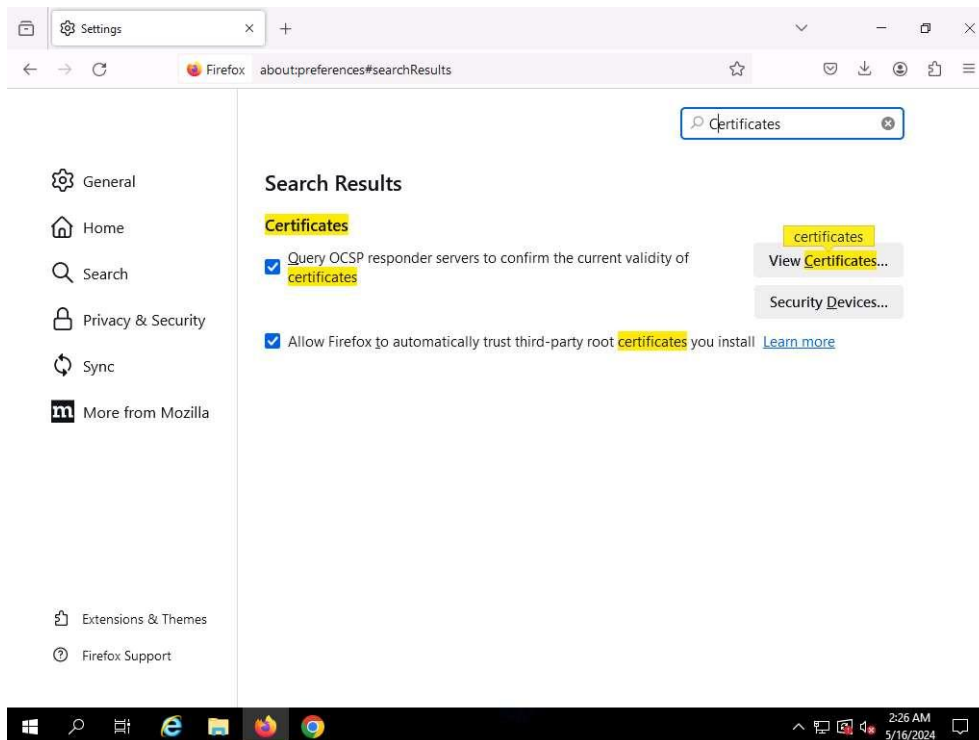 Settings
Firefox about:preferences#searchResults
Certificates
General
Home
Search
Privacy & Security
Sync
m More from Mozilla
Extensions & Themes
Firefox Support
Search Results
Certificates
Query OCSP responder servers to confirm the current validity of
certificates
certificates
View Certificates...
Security Devices...
Allow Firefox to automatically trust third-party root certificates you install Learn more
2:26 AM
5/16/2024